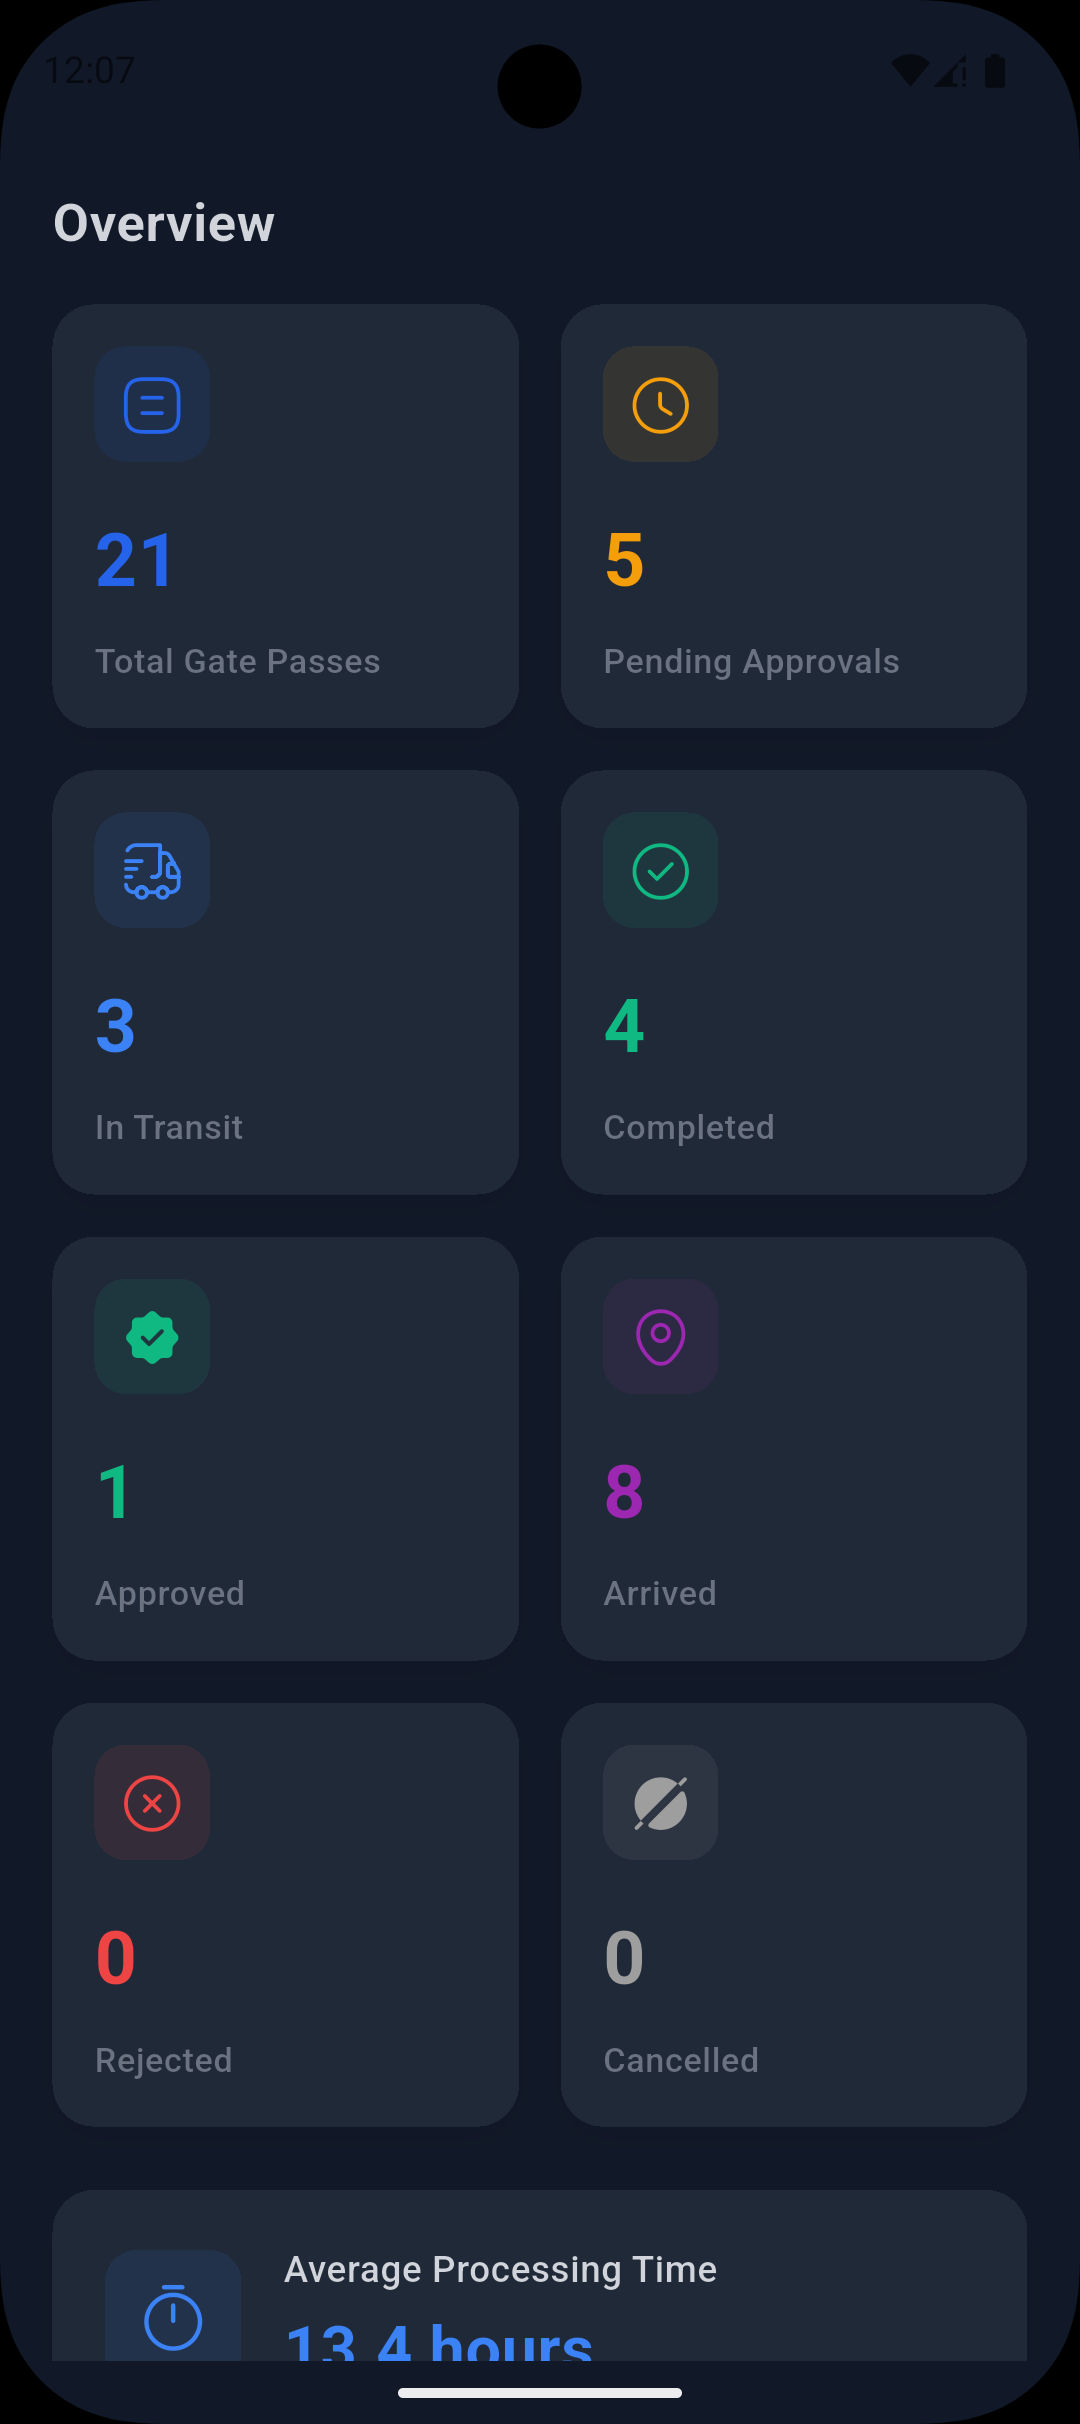 12:07
Overview
21
Total Gate Passes
5
Pending Approvals
3
In Transit
4
Completed
1
Approved
8
Arrived
0
Rejected
0
Cancelled
Average Processing Time
13.4 hours